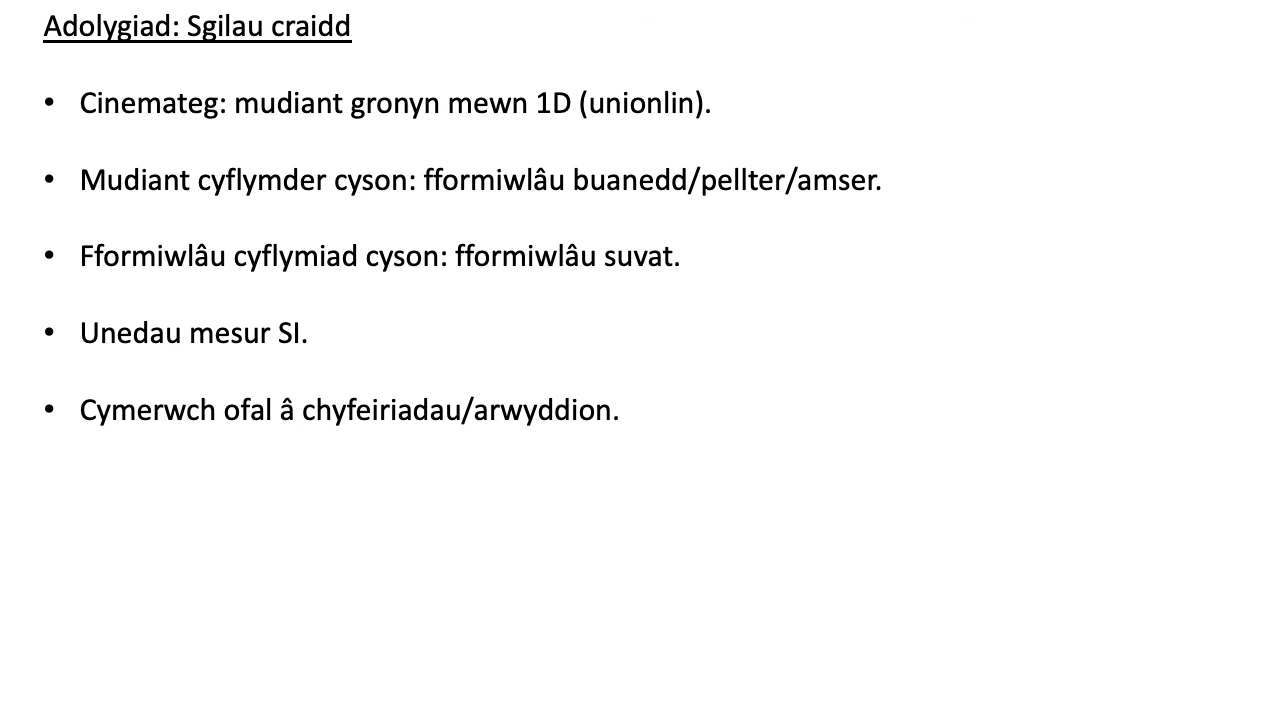 Adolygiad: Sgilau craidd
• Cinemateg: mudiant gronyn mewn 1D (unionlin).
• Mudiant cyflymder cyson: fformiwlâu buanedd/pellter/amser.
• Fformiwlâu cyflymiad cyson: fformiwlâu suvat.
• Unedau mesur SI.
• Cymerwch ofal â chyfeiriadau/arwyddion.